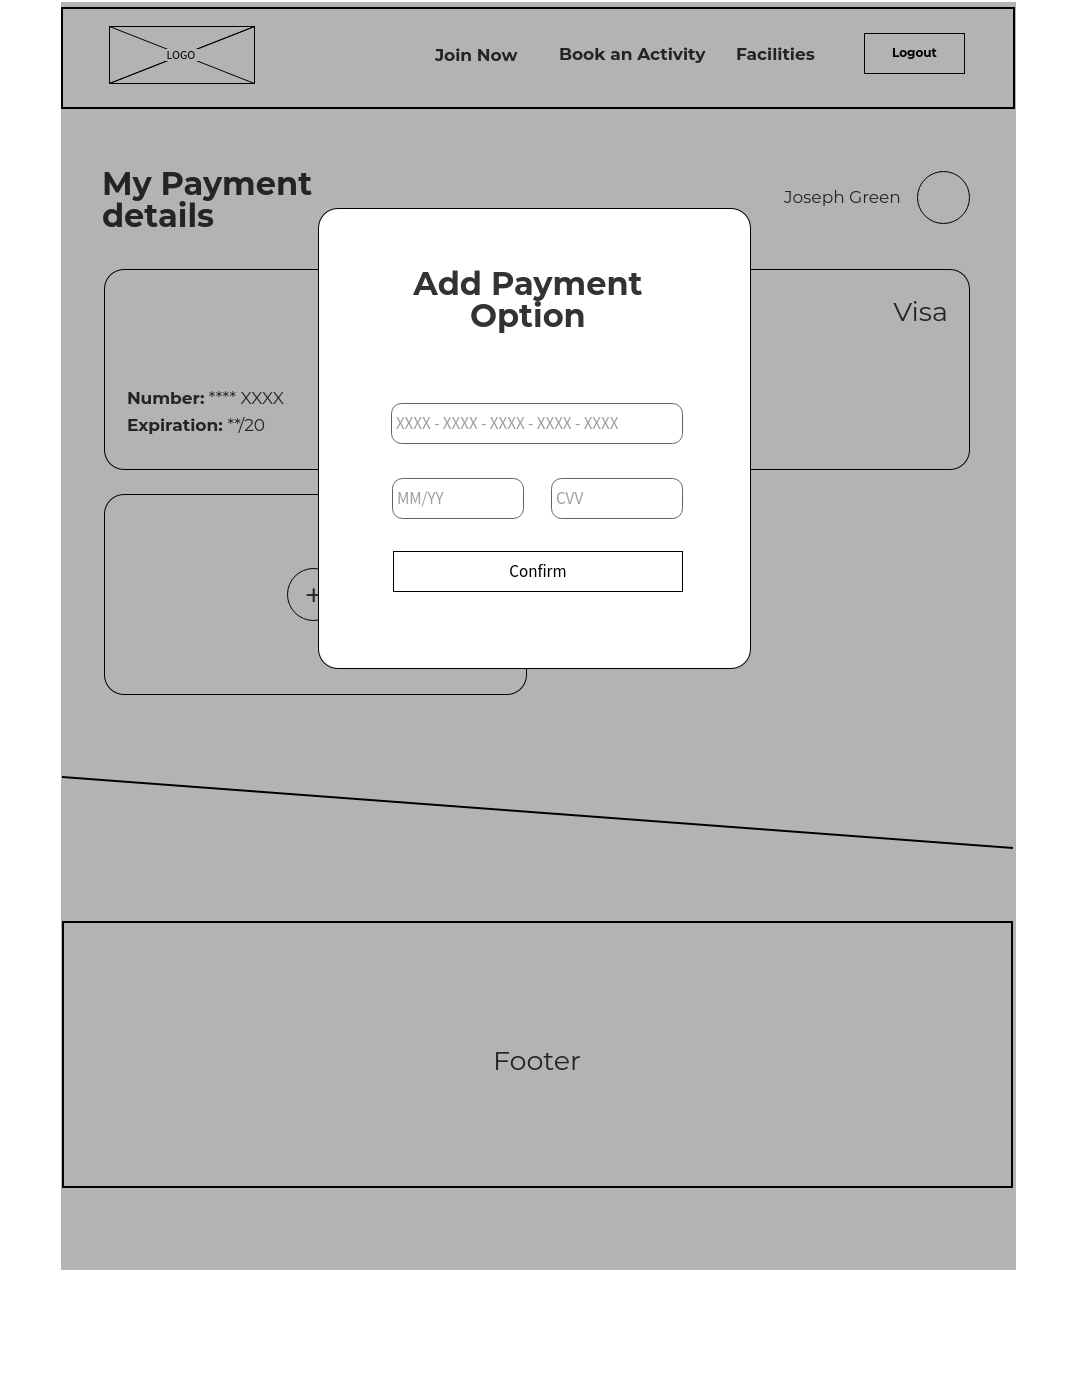 LOGO
Join Now
Book an Activity
Facilities
Logout
My Payment
details
Joseph Green
Visa
Number: **** XXXX
Expiration: **/20
+
Add Payment
Option
XXXX - XXXX - XXXX - XXXX - XXXX
MM/YY
CVV
Confirm
Footer